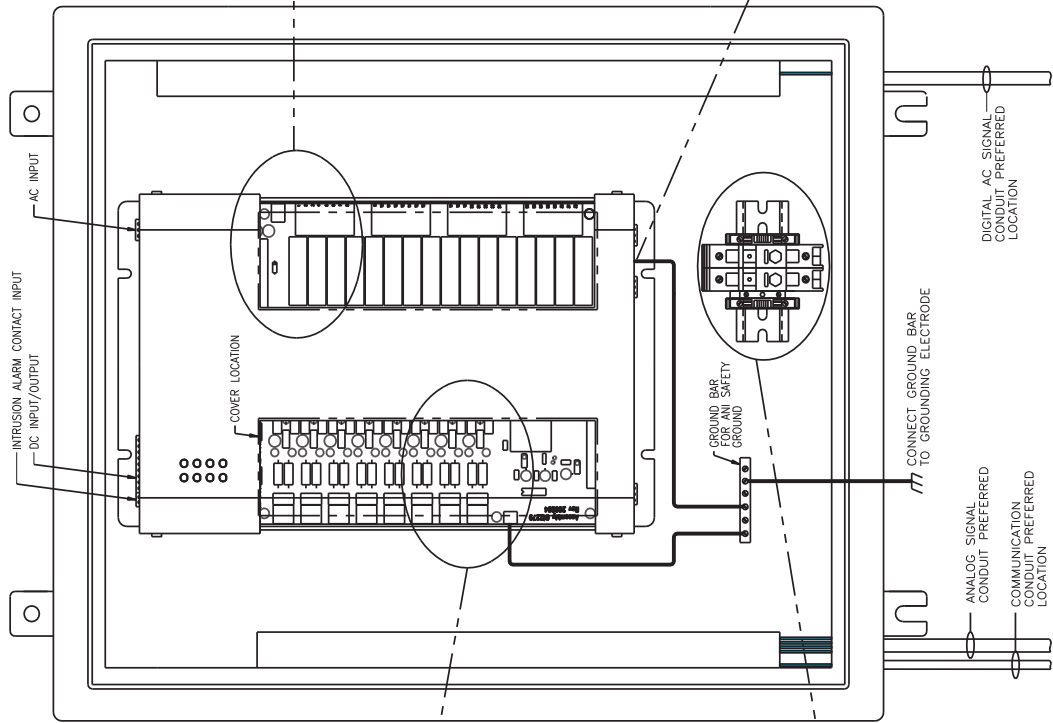 AC INPUT
INTRUSION ALARM CONTACT INPUT
DC INPUT/OUTPUT
COVER LOCATION
GROUND BAR
FOR ANI SAFETY
GROUND
DIGITAL AC SIGNAL
CONDUIT PREFERRED
LOCATION
CONNECT GROUND BAR
TO GROUNDING ELECTRODE
ANALOG SIGNAL
CONDUIT PREFERRED
COMMUNICATION
CONDUIT PREFERRED
LOCATION